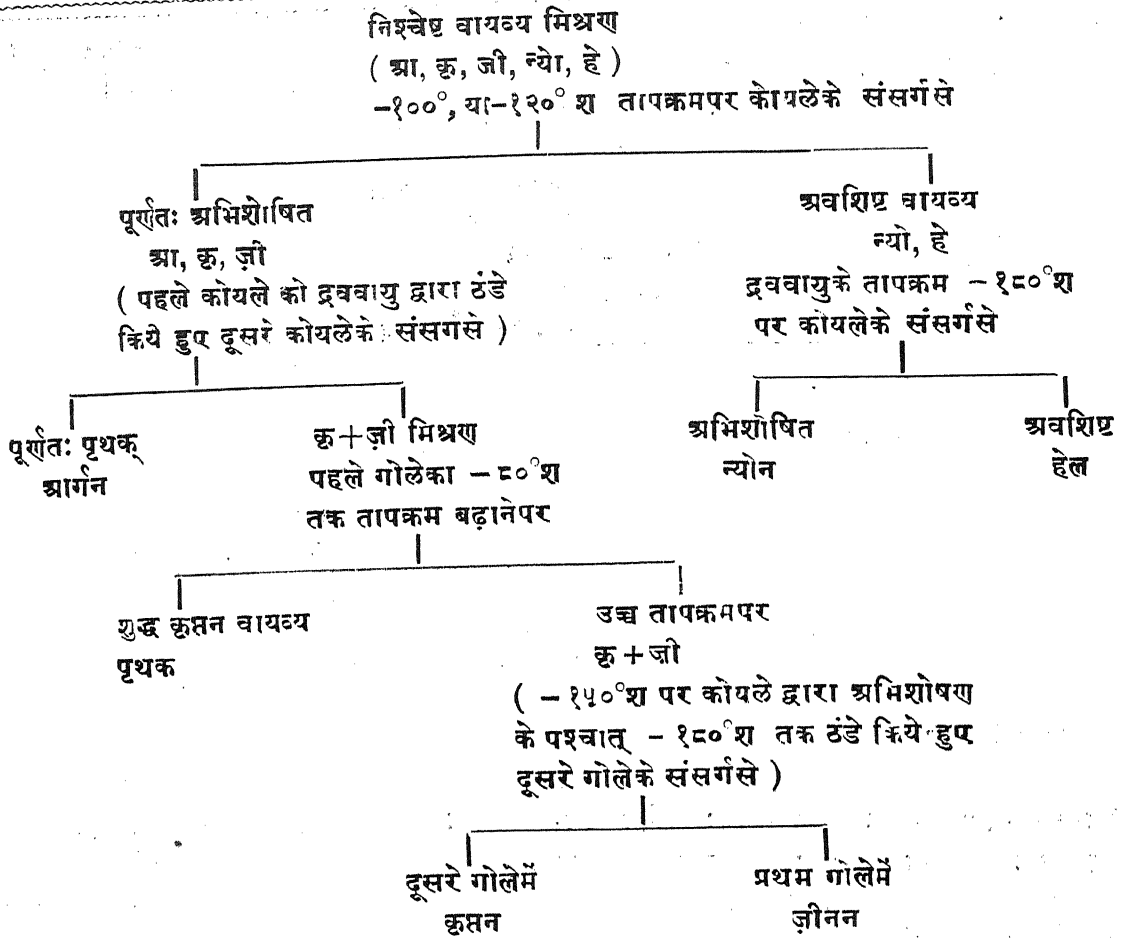 निश्चेष्ट वायव्य मिश्रण
( आ, कृ, ज़ी, न्यो, हे )
-१००°, या-१२०° श तापक्रमपर कोयलेके संसर्गसे
पूर्णतः अभिशोषित
आ, कृ, ज़ी
( पहले कोयले को द्रववायु द्वारा ठंडे
किये हुए दूसरे कोयलेके संसगसे )
अवशिष्ट वायव्य
न्यो, हे
द्रववायुके तापक्रम -१८०°श
पर कोयलेके संसर्गसे
पूर्णतः पृथक्
आर्गन
कृ+ज़ी मिश्रण
पहले गोलेका -८०°श
तक तापक्रम बढ़ानेपर
अभिशोषित
न्योन
अवशिष्ट
हेल
शुद्ध कृप्तन वायव्य
पृथक
उच्च तापक्रमपर
कृ+ज़ी
( -१५०°श पर कोयले द्वारा अभिशोषण
के पश्चात् -१८०°श तक ठंडे किये हुए
दूसरे गोलेके संसर्गसे )
दूसरे गोलेमें
कृप्तन
प्रथम गोलेमें
ज़ीनन